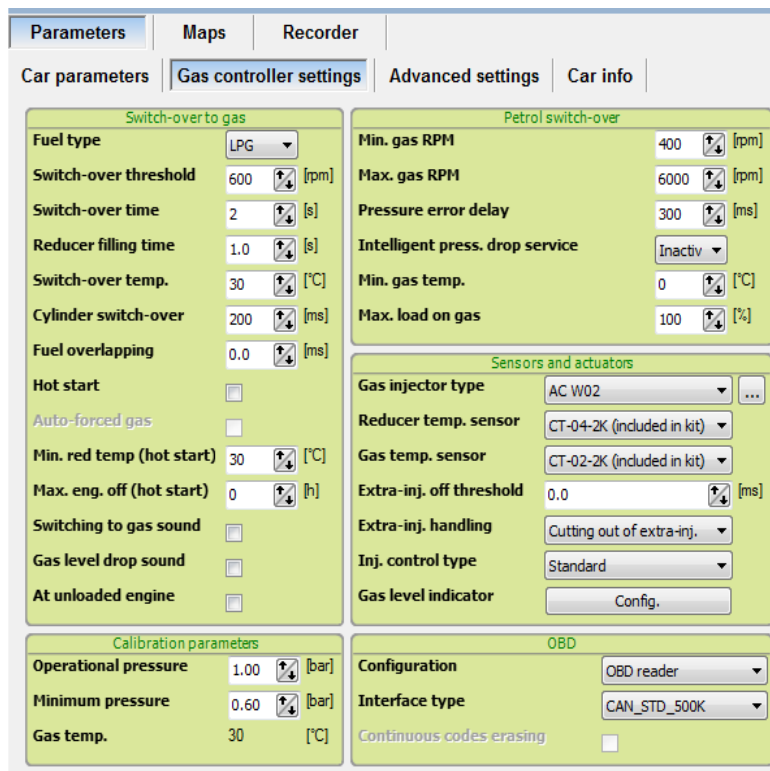 Parameters Maps Recorder
Car parameters Gas controller settings Advanced settings Car info
Switch-over to gas
Fuel type LPG
Switch-over threshold 600 [rpm]
Switch-over time 2 [s]
Reducer filling time 1.0 [s]
Switch-over temp. 30 [°C]
Cylinder switch-over 200 [ms]
Fuel overlapping 0.0 [ms]
Hot start
Auto-forced gas
Min. red temp (hot start) 30 [°C]
Max. eng. off (hot start) 0 [h]
Switching to gas sound
Gas level drop sound
At unloaded engine
Calibration parameters
Operational pressure 1.00 [bar]
Minimum pressure 0.60 [bar]
Gas temp. 30 [°C]
Petrol switch-over
Min. gas RPM 400 [rpm]
Max. gas RPM 6000 [rpm]
Pressure error delay 300 [ms]
Intelligent press. drop service Inactiv
Min. gas temp. 0 [°C]
Max. load on gas 100 [%]
Sensors and actuators
Gas injector type AC W02 ...
Reducer temp. sensor CT-04-2K (included in kit)
Gas temp. sensor CT-02-2K (included in kit)
Extra-inj. off threshold 0.0 [ms]
Extra-inj. handling Cutting out of extra-inj.
Inj. control type Standard
Gas level indicator Config.
OBD
Configuration OBD reader
Interface type CAN_STD_500K
Continuous codes erasing